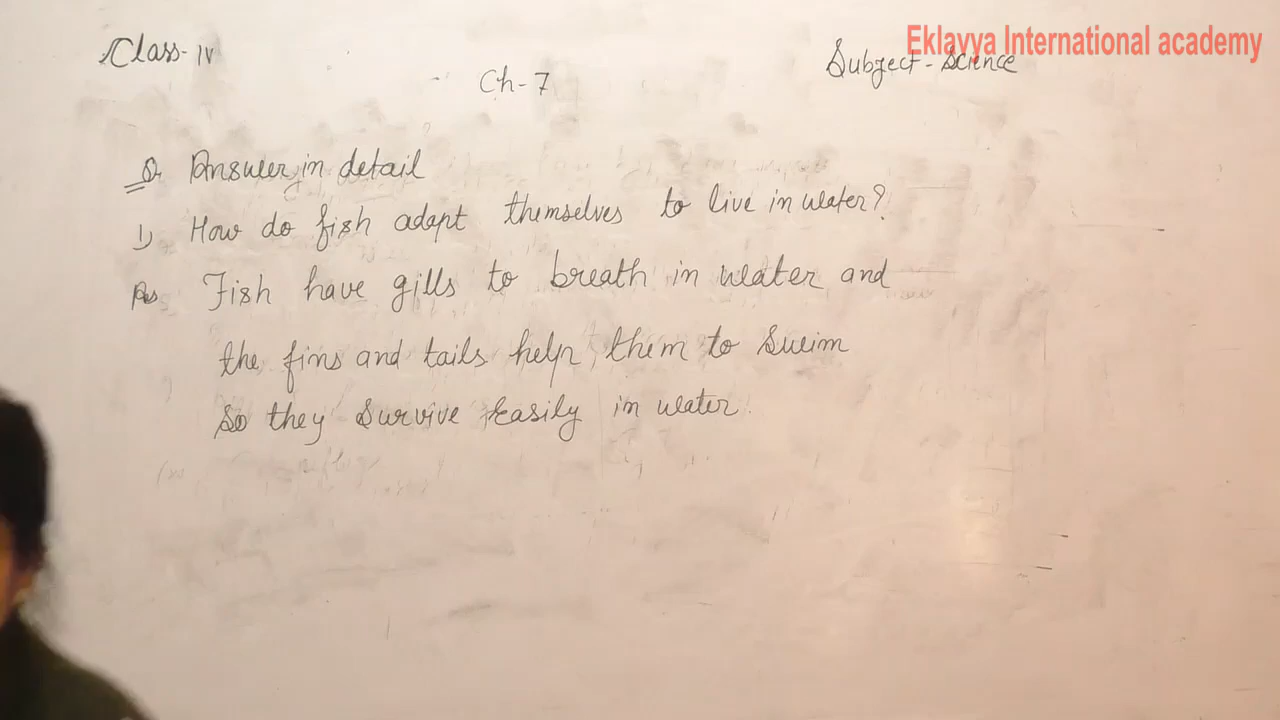 Eklavya International academy
Class- IV
Subject - Science
Ch- 7
Q. Answer in detail
1) How do fish adapt themselves to live in water?
Ans Fish have gills to breath in water and
the fins and tails help them to swim
So they survive easily in water